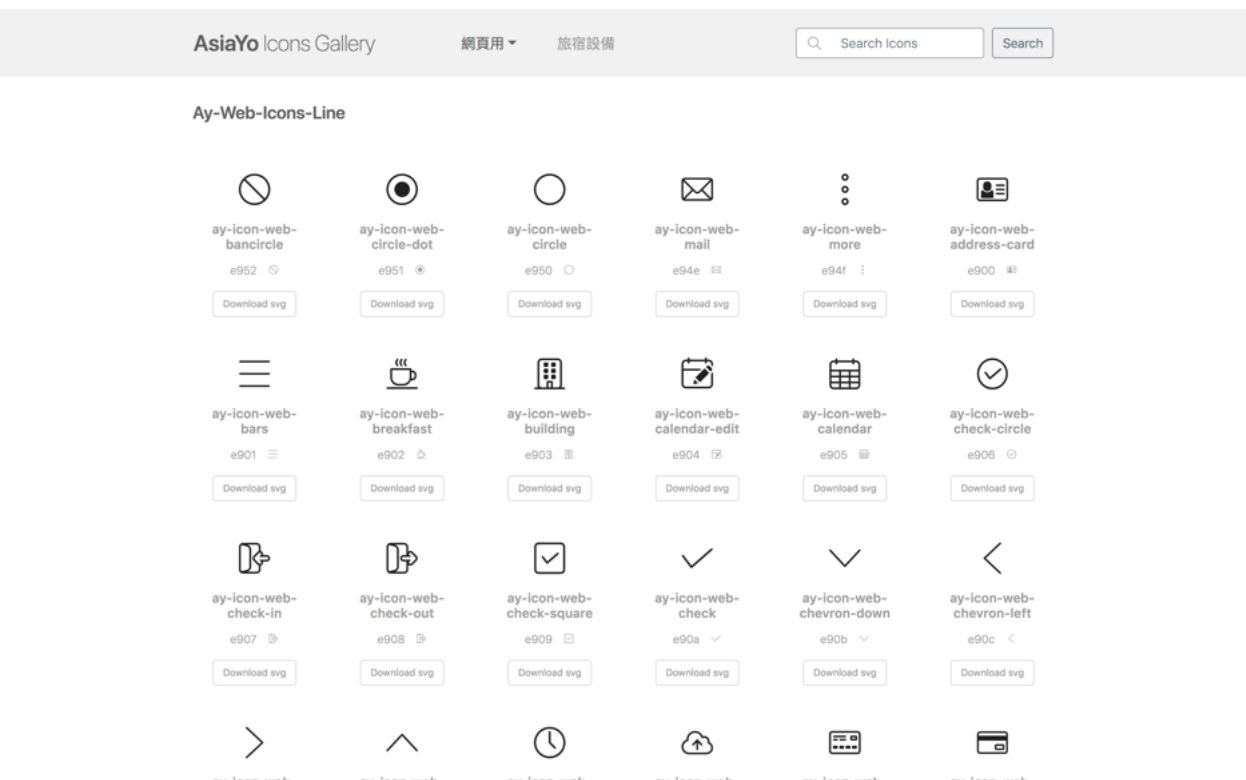 AsiaYo Icons Gallery 網頁用 旅宿設備 Search Icons Search
Ay-Web-Icons-Line
ay-icon-web- ay-icon-web- ay-icon-web- ay-icon-web- ay-icon-web- ay-icon-web-
bancircle circle-dot circle mail more address-card
e952 e951 e950 e94e e94f e900
Download svg Download svg Download svg Download svg Download svg Download svg
ay-icon-web- ay-icon-web- ay-icon-web- ay-icon-web- ay-icon-web- ay-icon-web-
bars breakfast building calendar-edit calendar check-circle
e901 e902 e903 e904 e905 e906
Download svg Download svg Download svg Download svg Download svg Download svg
ay-icon-web- ay-icon-web- ay-icon-web- ay-icon-web- ay-icon-web- ay-icon-web-
check-in check-out check-square check chevron-down chevron-left
e907 e908 e909 e90a e90b e90c
Download svg Download svg Download svg Download svg Download svg Download svg